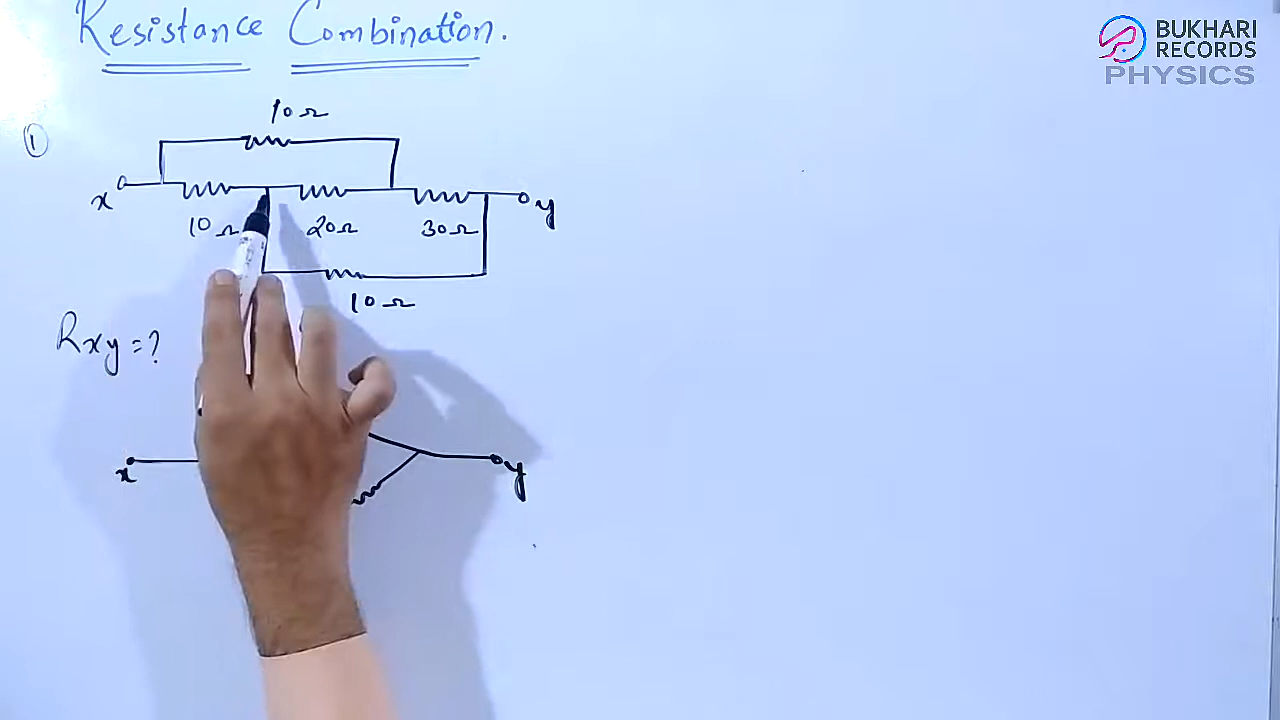 Resistance Combination.
BUKHARI
RECORDS
PHYSICS
①
10Ω
x
y
10Ω 20Ω 30Ω
10Ω
Rxy=?
x
y